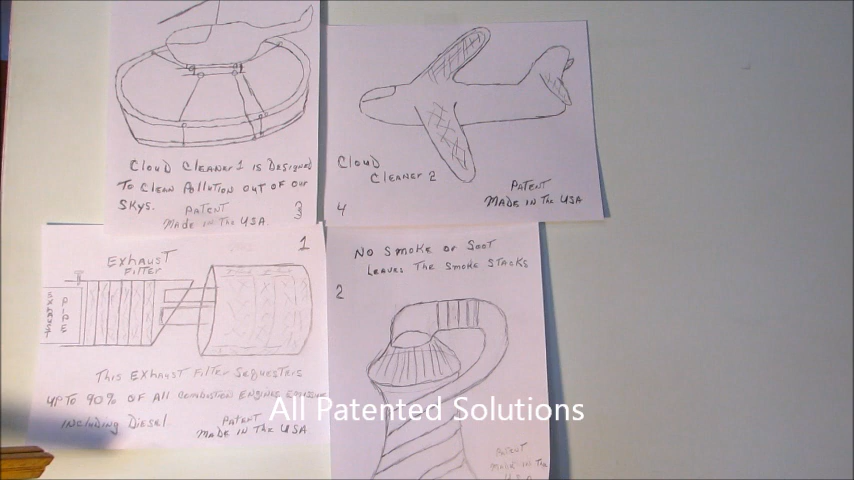 Cloud Cleaner 1 is Designed
To Clean Pollution out of our
Skys.
Patent
Made in The USA.
3
Cloud
Cleaner 2
4
Patent
Made in The USA
1
Exhaust
Filter
EXHAUST
PIPE
This Exhaust Filter Sequestris
up to 90% of All Combustion Engines
including Diesel.
Patent
Made in The USA
No Smoke or Soot
Leaves The Smoke Stacks
2
Patent
Made in The
U.S.A
All Patented Solutions